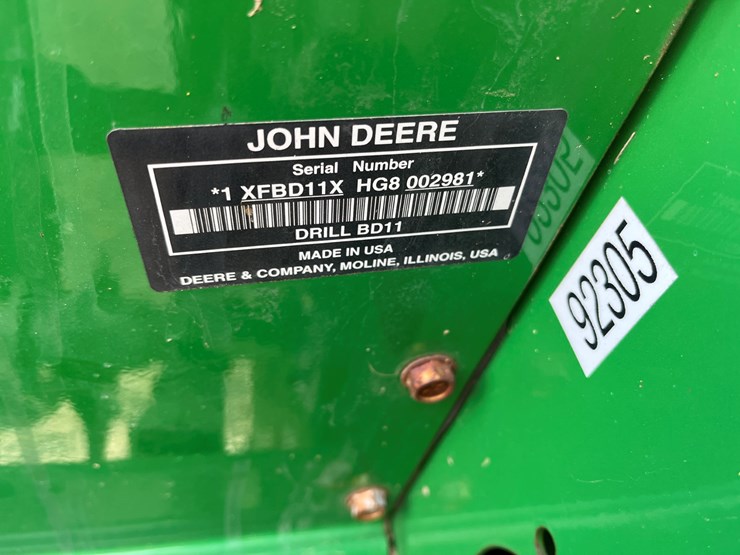 JOHN DEERE
Serial Number
*1 XFBD11X HG8 002981*
DRILL BD11
MADE IN USA
DEERE & COMPANY, MOLINE, ILLINOIS, USA
92305